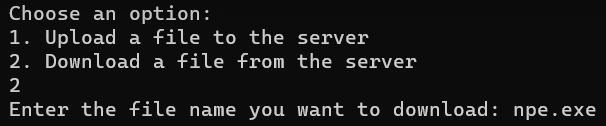 Choose an option:
1. Upload a file to the server
2. Download a file from the server
2
Enter the file name you want to download: npe.exe